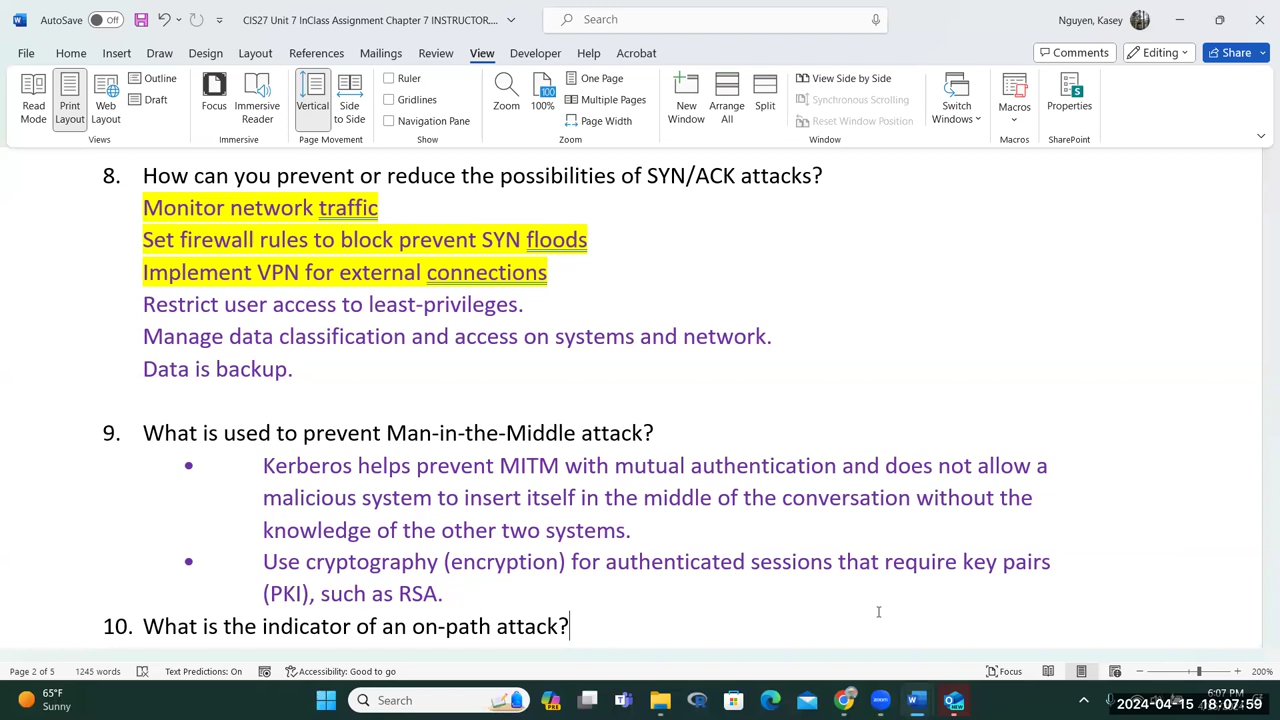 AutoSave Off CIS27 Unit 7 InClass Assignment Chapter 7 INSTRUCTOR.... Search Nguyen, Kasey
File Home Insert Draw Design Layout References Mailings Review View Developer Help Acrobat Comments Editing Share
Read Mode
Print Layout
Web Layout
Outline
Draft
Views
Focus
Immersive Reader
Immersive
Vertical
Side to Side
Page Movement
Ruler
Gridlines
Navigation Pane
Show
Zoom
100%
One Page
Multiple Pages
Page Width
Zoom
New Window
Arrange All
Split
View Side by Side
Synchronous Scrolling
Reset Window Position
Window
Switch Windows
Macros
Macros
Properties
SharePoint
8. How can you prevent or reduce the possibilities of SYN/ACK attacks?
Monitor network traffic
Set firewall rules to block prevent SYN floods
Implement VPN for external connections
Restrict user access to least-privileges.
Manage data classification and access on systems and network.
Data is backup.
9. What is used to prevent Man-in-the-Middle attack?
• Kerberos helps prevent MITM with mutual authentication and does not allow a
malicious system to insert itself in the middle of the conversation without the
knowledge of the other two systems.
• Use cryptography (encryption) for authenticated sessions that require key pairs
(PKI), such as RSA.
10. What is the indicator of an on-path attack?
Page 2 of 5 1245 words Text Predictions: On Accessibility: Good to go Focus 200%
65°F
Sunny
Search
6:07 PM
2024-04-15 18:07:59